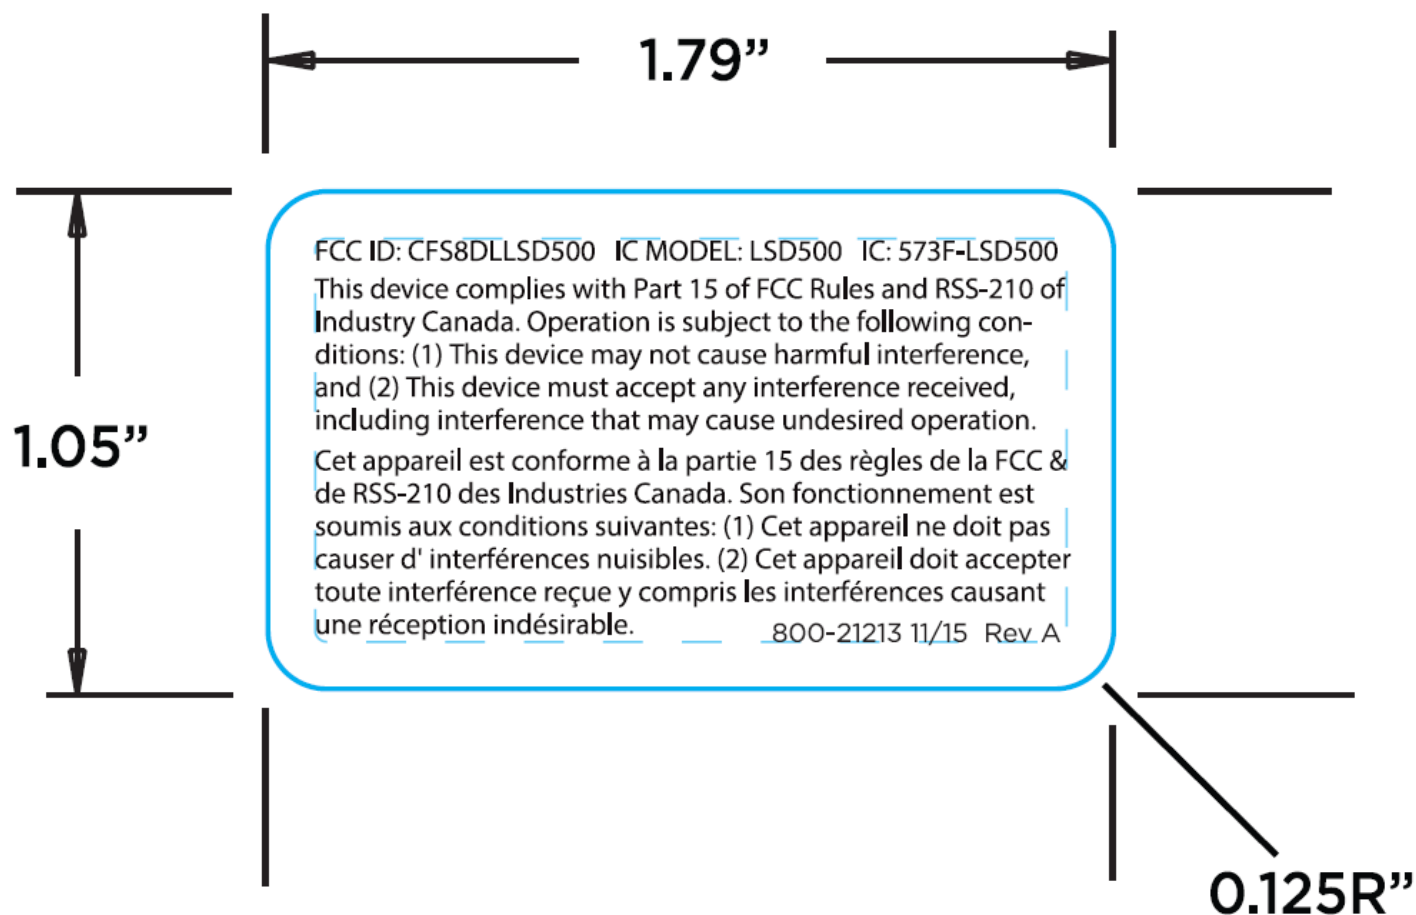 1.79”
FCC ID: CFS8DLLSD500 IC MODEL: LSD500 IC: 573F-LSD500
This device complies with Part 15 of FCC Rules and RSS-210 of
Industry Canada. Operation is subject to the following con-
ditions: (1) This device may not cause harmful interference,
and (2) This device must accept any interference received,
including interference that may cause undesired operation.
1.05”
Cet appareil est conforme à la partie 15 des règles de la FCC &
de RSS-210 des Industries Canada. Son fonctionnement est
soumis aux conditions suivantes: (1) Cet appareil ne doit pas
causer d' interférences nuisibles. (2) Cet appareil doit accepter
toute interférence reçue y compris les interférences causant
une réception indésirable.
800-21213 11/15 Rev A
0.125R”